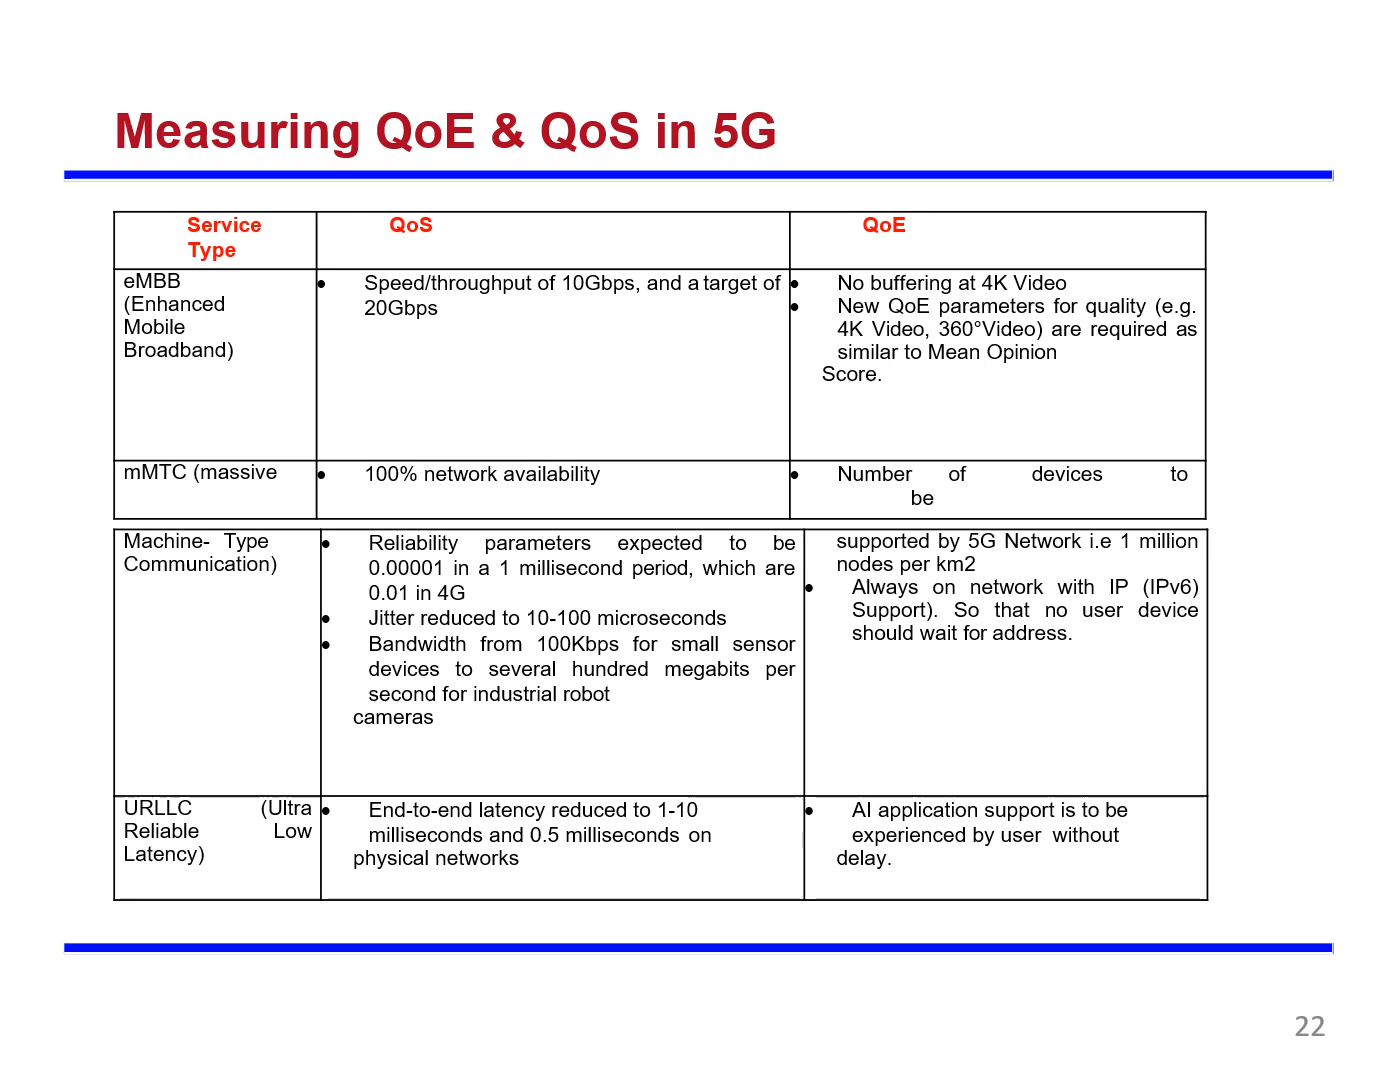 Measuring QoE & QoS in 5G
Service
Type
QoS
QoE
eMBB
(Enhanced
Mobile
Broadband)
• Speed/throughput of 10Gbps, and a target of
20Gbps
• No buffering at 4K Video
• New QoE parameters for quality (e.g.
4K Video, 360°Video) are required as
similar to Mean Opinion
Score.
mMTC (massive
• 100% network availability
• Number of devices to
be
Machine- Type
Communication)
• Reliability parameters expected to be
0.00001 in a 1 millisecond period, which are
0.01 in 4G
• Jitter reduced to 10-100 microseconds
• Bandwidth from 100Kbps for small sensor
devices to several hundred megabits per
second for industrial robot
cameras
supported by 5G Network i.e 1 million
nodes per km2
• Always on network with IP (IPv6)
Support). So that no user device
should wait for address.
URLLC (Ultra
Reliable Low
Latency)
• End-to-end latency reduced to 1-10
milliseconds and 0.5 milliseconds on
physical networks
• AI application support is to be
experienced by user without
delay.
22